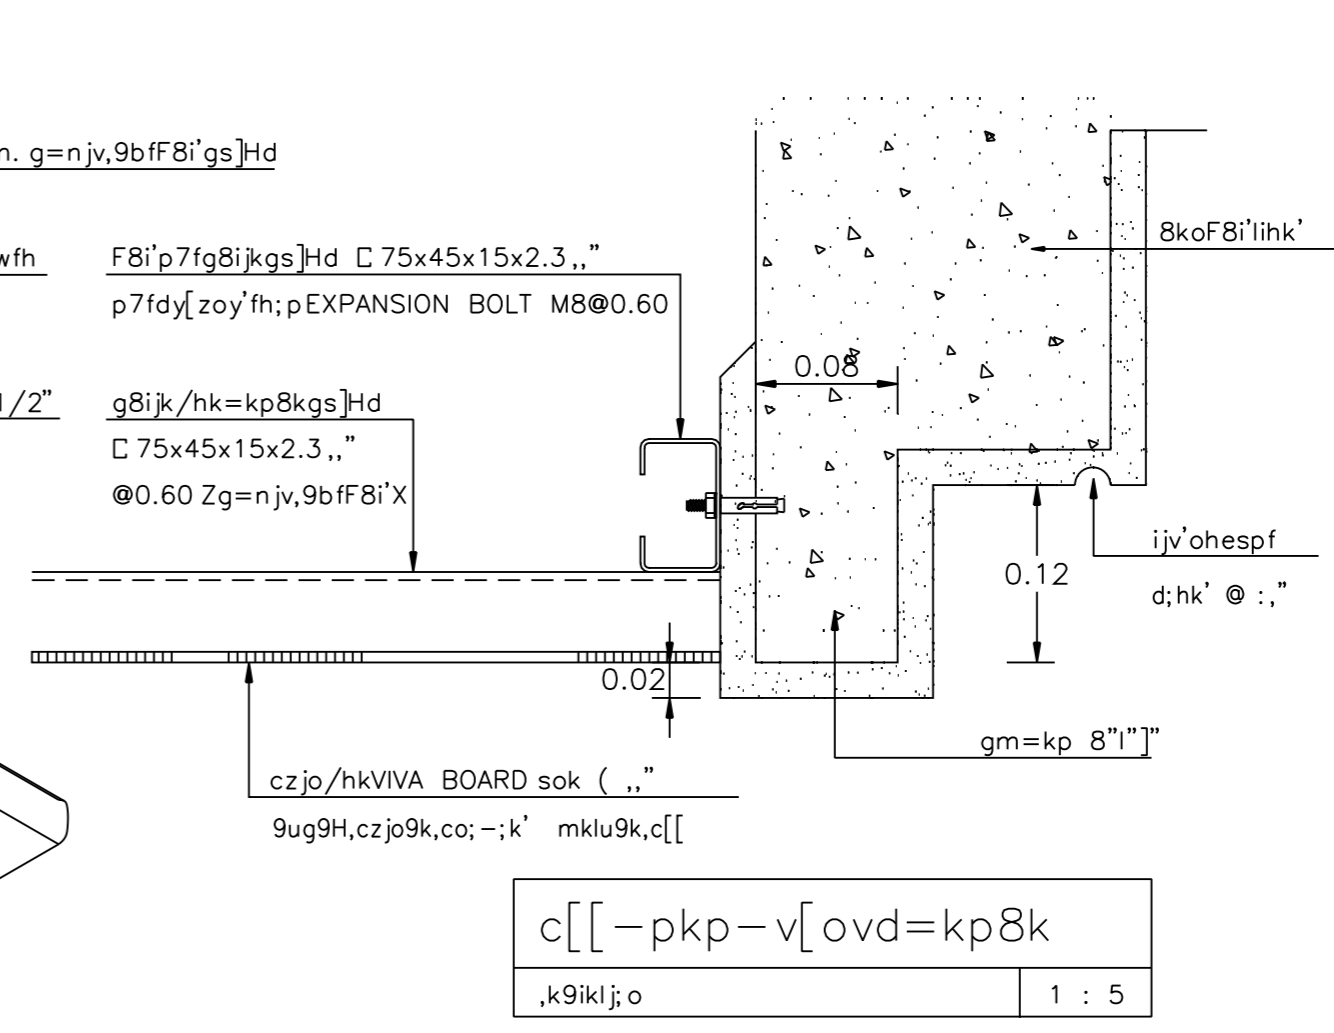 n. g=njv,9bfF8i'gs]Hd
wfh
F8i'p7fg8ijkgs]Hd [ 75x45x15x2.3,,"
p7fdy[zoy'fh;pEXPANSION BOLT M8@0.60
8koF8i'lihk'
0.08
1/2"
g8ijk/hk=kp8kgs]Hd
[ 75x45x15x2.3,,"
@0.60 Zg=njv,9bfF8i'X
ijv'ohespf
d;hk' @ :,"
0.12
0.02
gm=kp 8"l"]"
czjo/hkVIVA BOARD sok ( ,,"
9ug9H,czjo9k,co;-;k' mklu9k,c[[
c[[-pkp-v[ovd=kp8k
,k9iklj;o
1 : 5